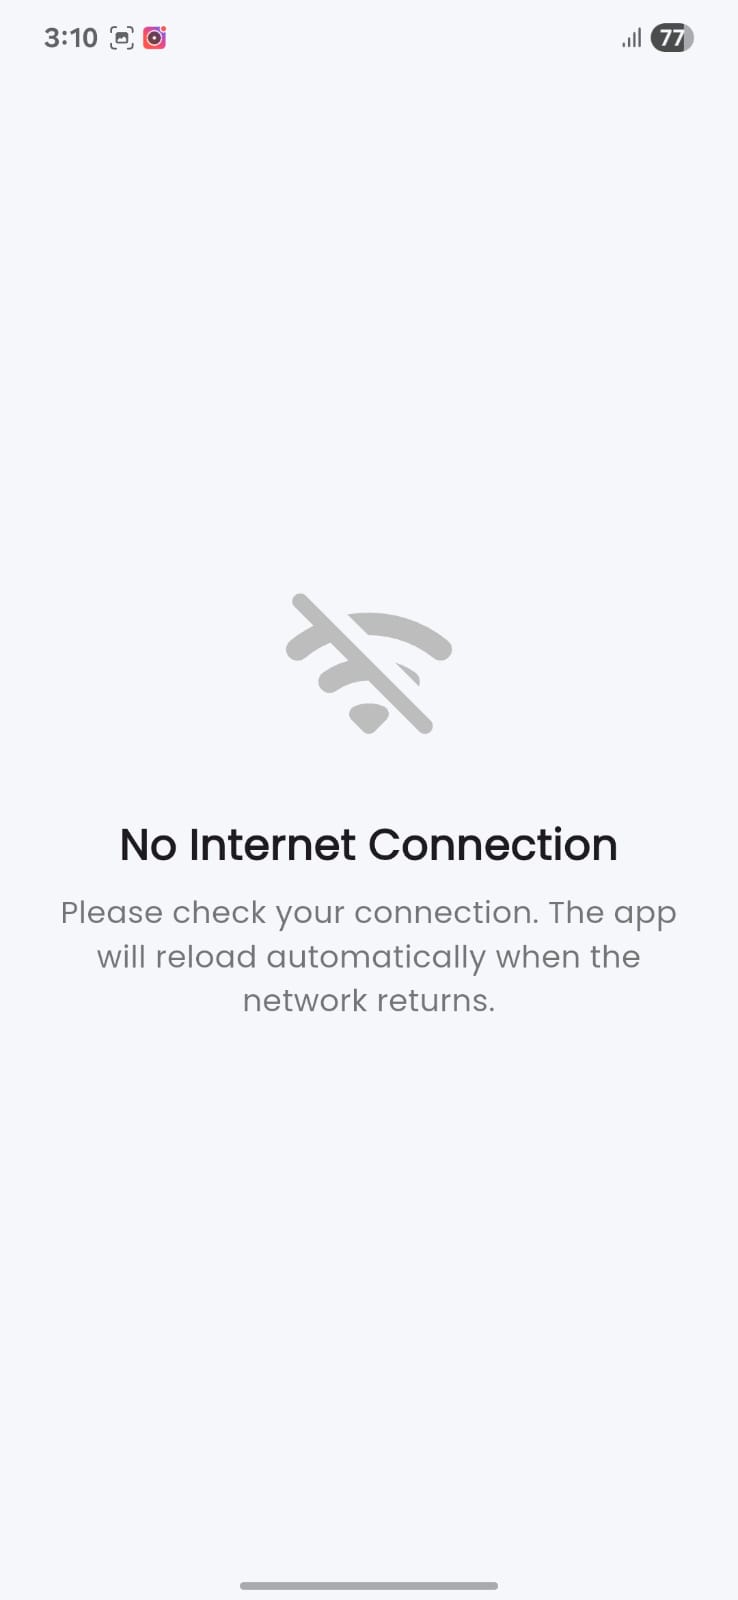 3:10
77
No Internet Connection
Please check your connection. The app
will reload automatically when the
network returns.